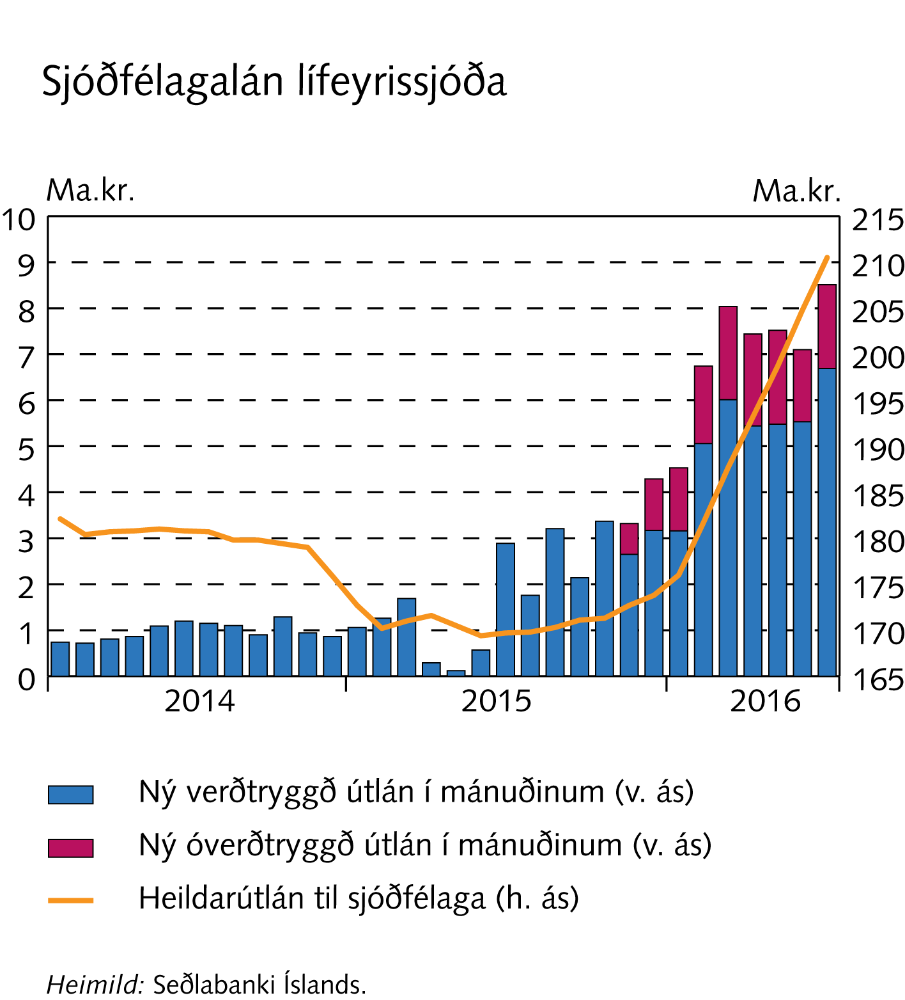 Sjóðfélagalán lífeyrissjóða
Ma.kr. Ma.kr.
10 215
9 210
8 205
7 200
6 195
5 190
4 185
3 180
2 175
1 170
0 165
2014 2015 2016
Ný verðtryggð útlán í mánuðinum (v. ás)
Ný óverðtryggð útlán í mánuðinum (v. ás)
Heildarútlán til sjóðfélaga (h. ás)
Heimild: Seðlabanki Íslands.